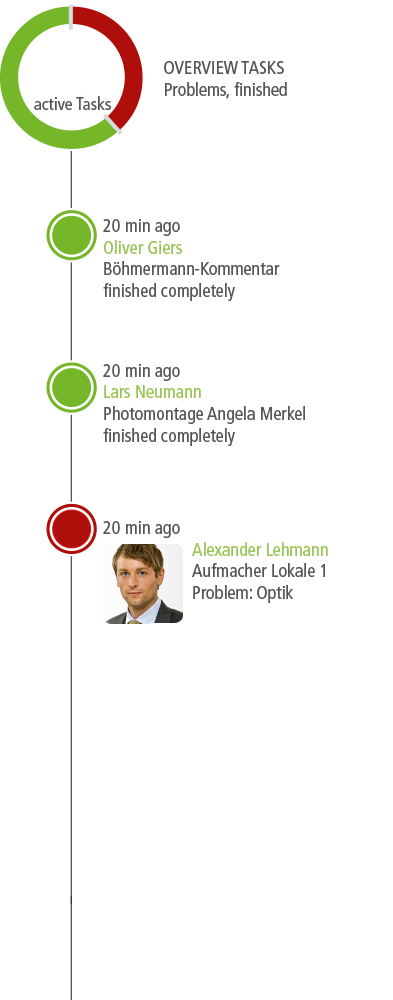 active Tasks
OVERVIEW TASKS
Problems, finished
20 min ago
Oliver Giers
Böhmermann-Kommentar
finished completely
20 min ago
Lars Neumann
Photomontage Angela Merkel
finished completely
20 min ago
Alexander Lehmann
Aufmacher Lokale 1
Problem: Optik